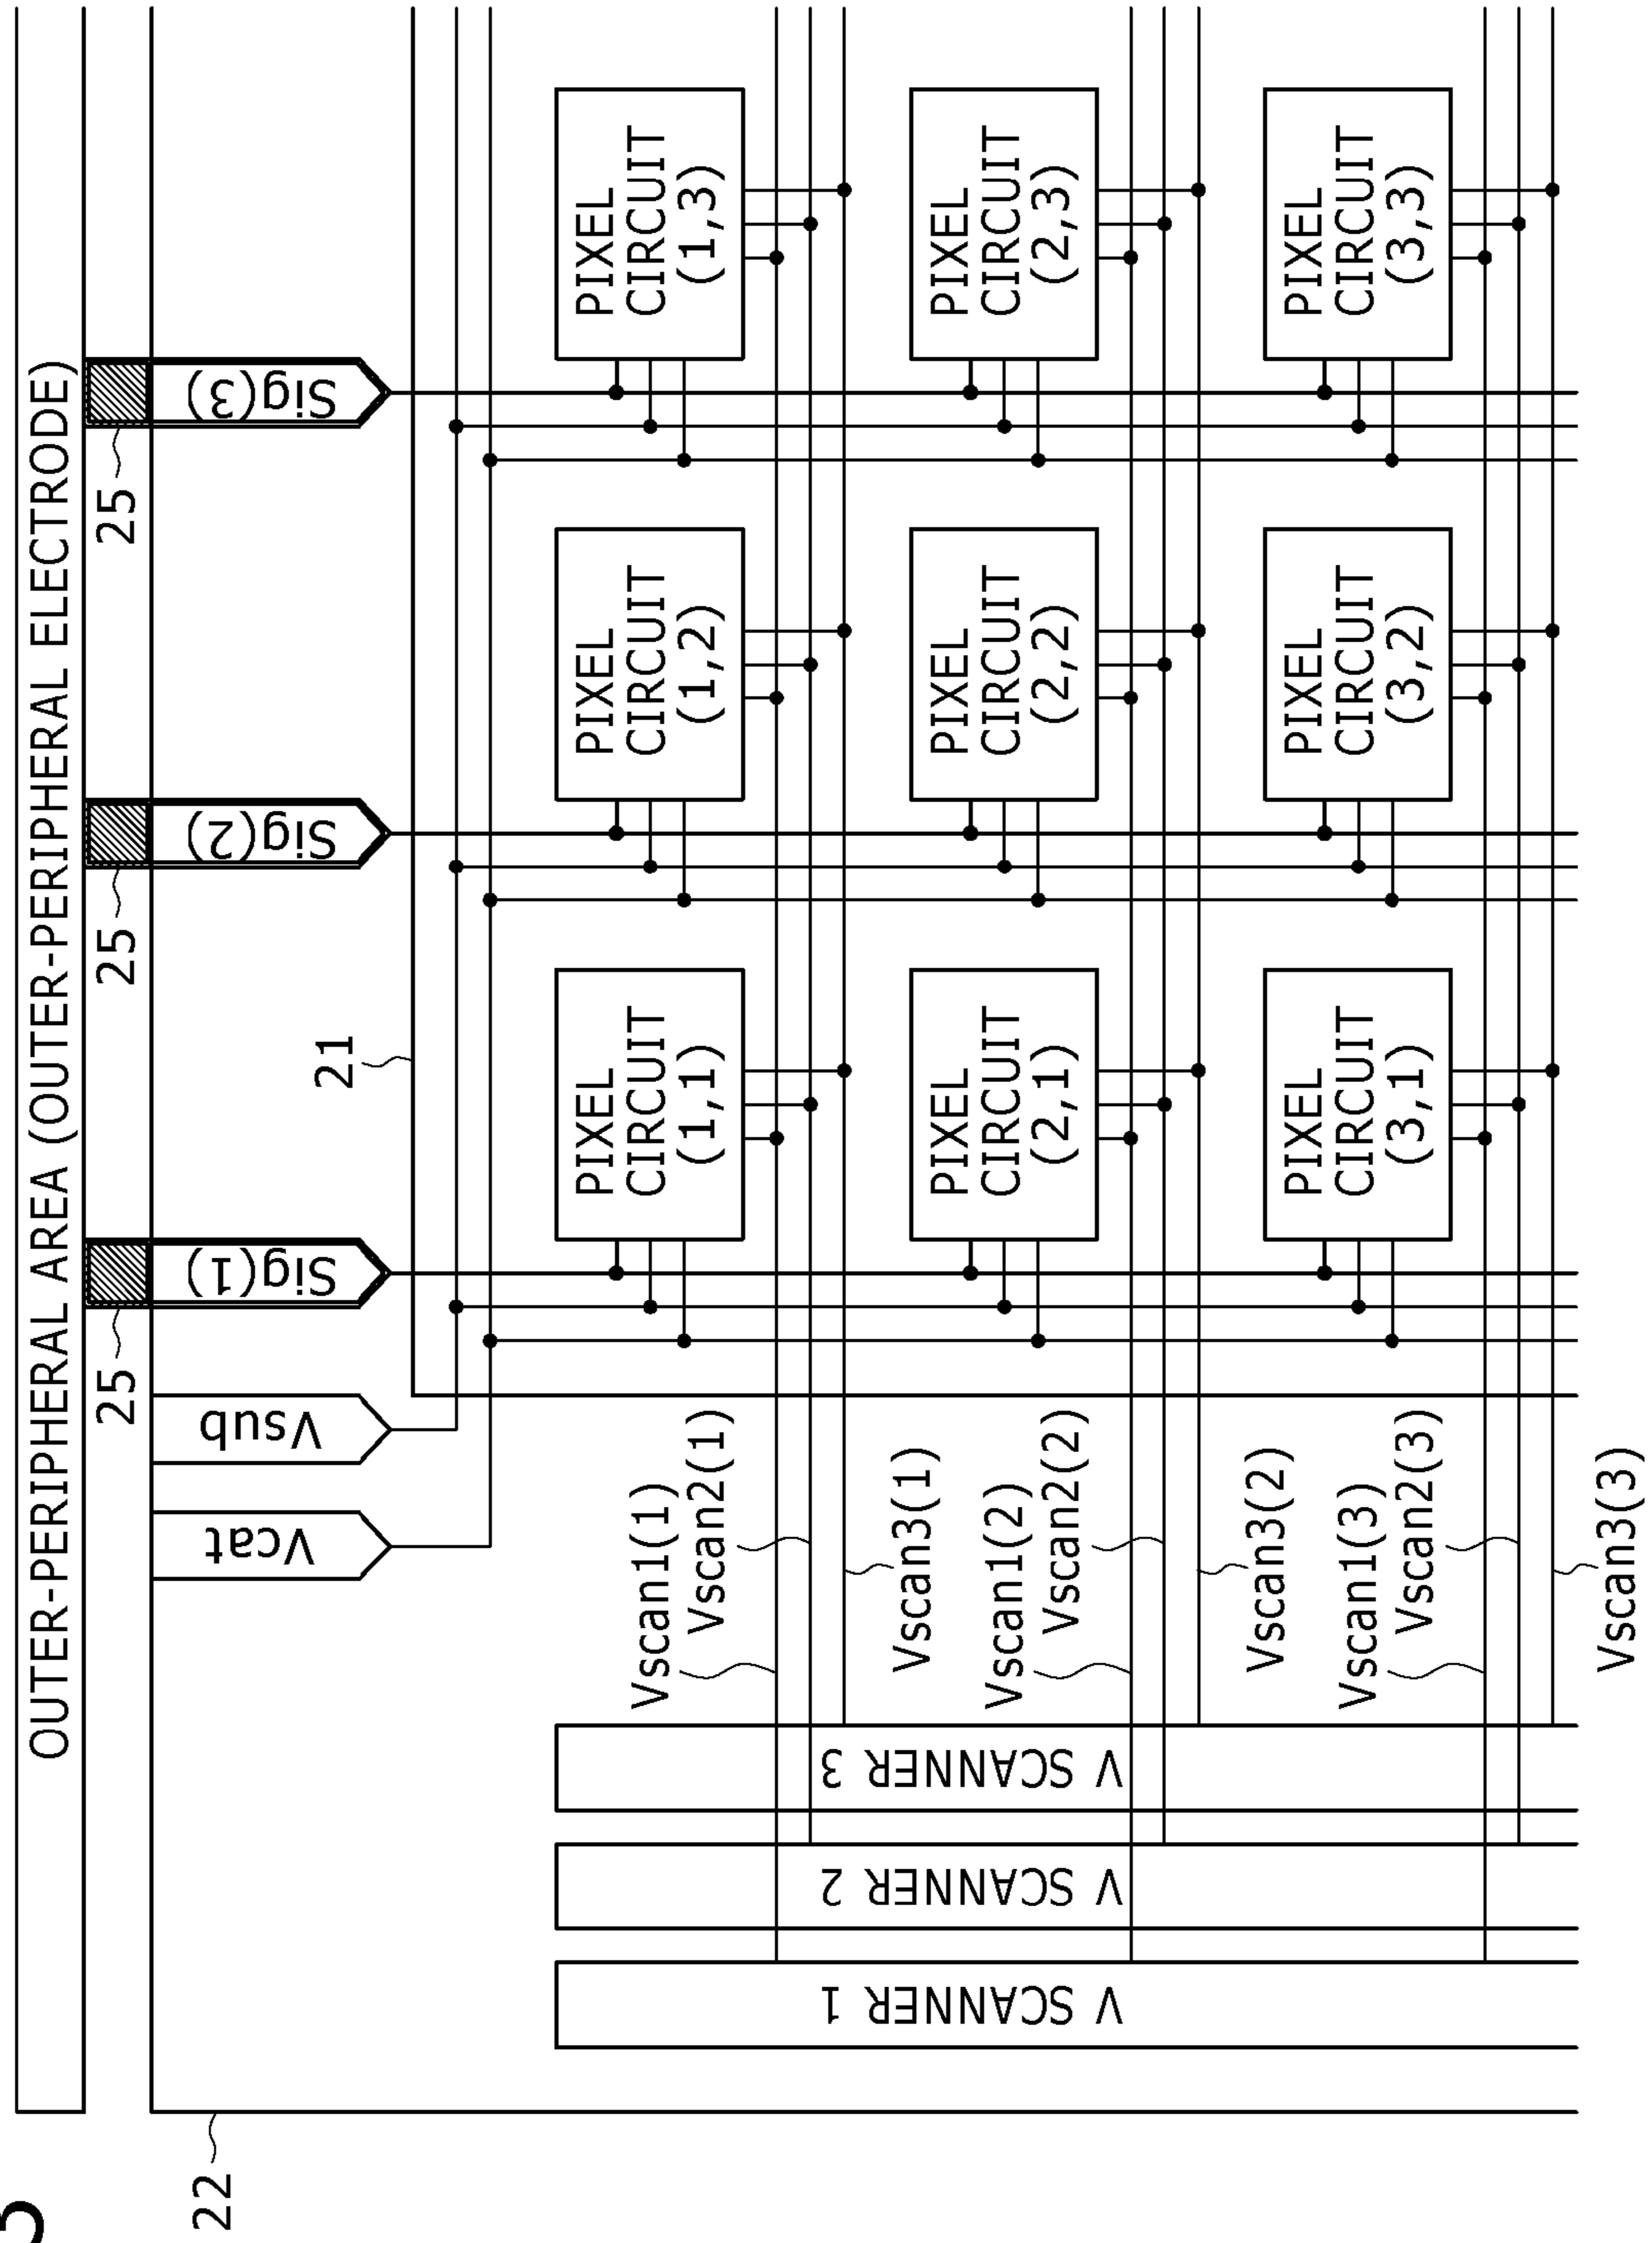 3
OUTER-PERIPHERAL AREA (OUTER-PERIPHERAL ELECTRODE)
25
25
25
22
21
Vcat
Vsub
Sig(1)
Sig(2)
Sig(3)
PIXEL
CIRCUIT
(1,1)
PIXEL
CIRCUIT
(1,2)
PIXEL
CIRCUIT
(1,3)
Vscan1(1)
Vscan2(1)
Vscan3(1)
PIXEL
CIRCUIT
(2,1)
PIXEL
CIRCUIT
(2,2)
PIXEL
CIRCUIT
(2,3)
Vscan1(2)
Vscan2(2)
Vscan3(2)
PIXEL
CIRCUIT
(3,1)
PIXEL
CIRCUIT
(3,2)
PIXEL
CIRCUIT
(3,3)
Vscan1(3)
Vscan2(3)
Vscan3(3)
V SCANNER 1
V SCANNER 2
V SCANNER 3